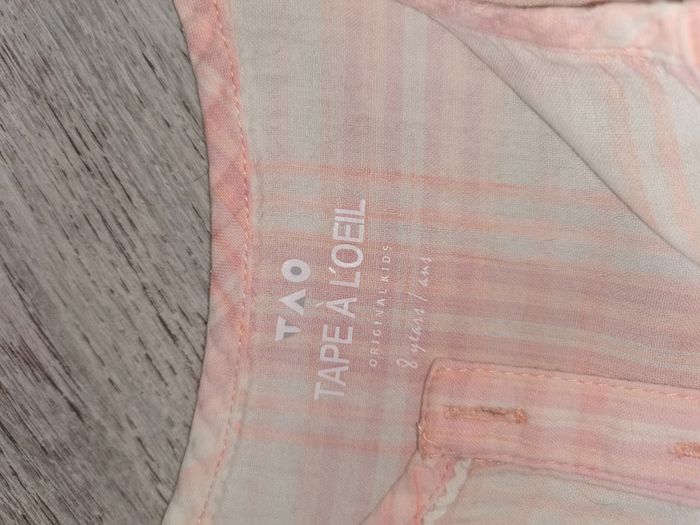 TAO
TAPE À L'OEIL
ORIGINAL KIDS
8 years / ans